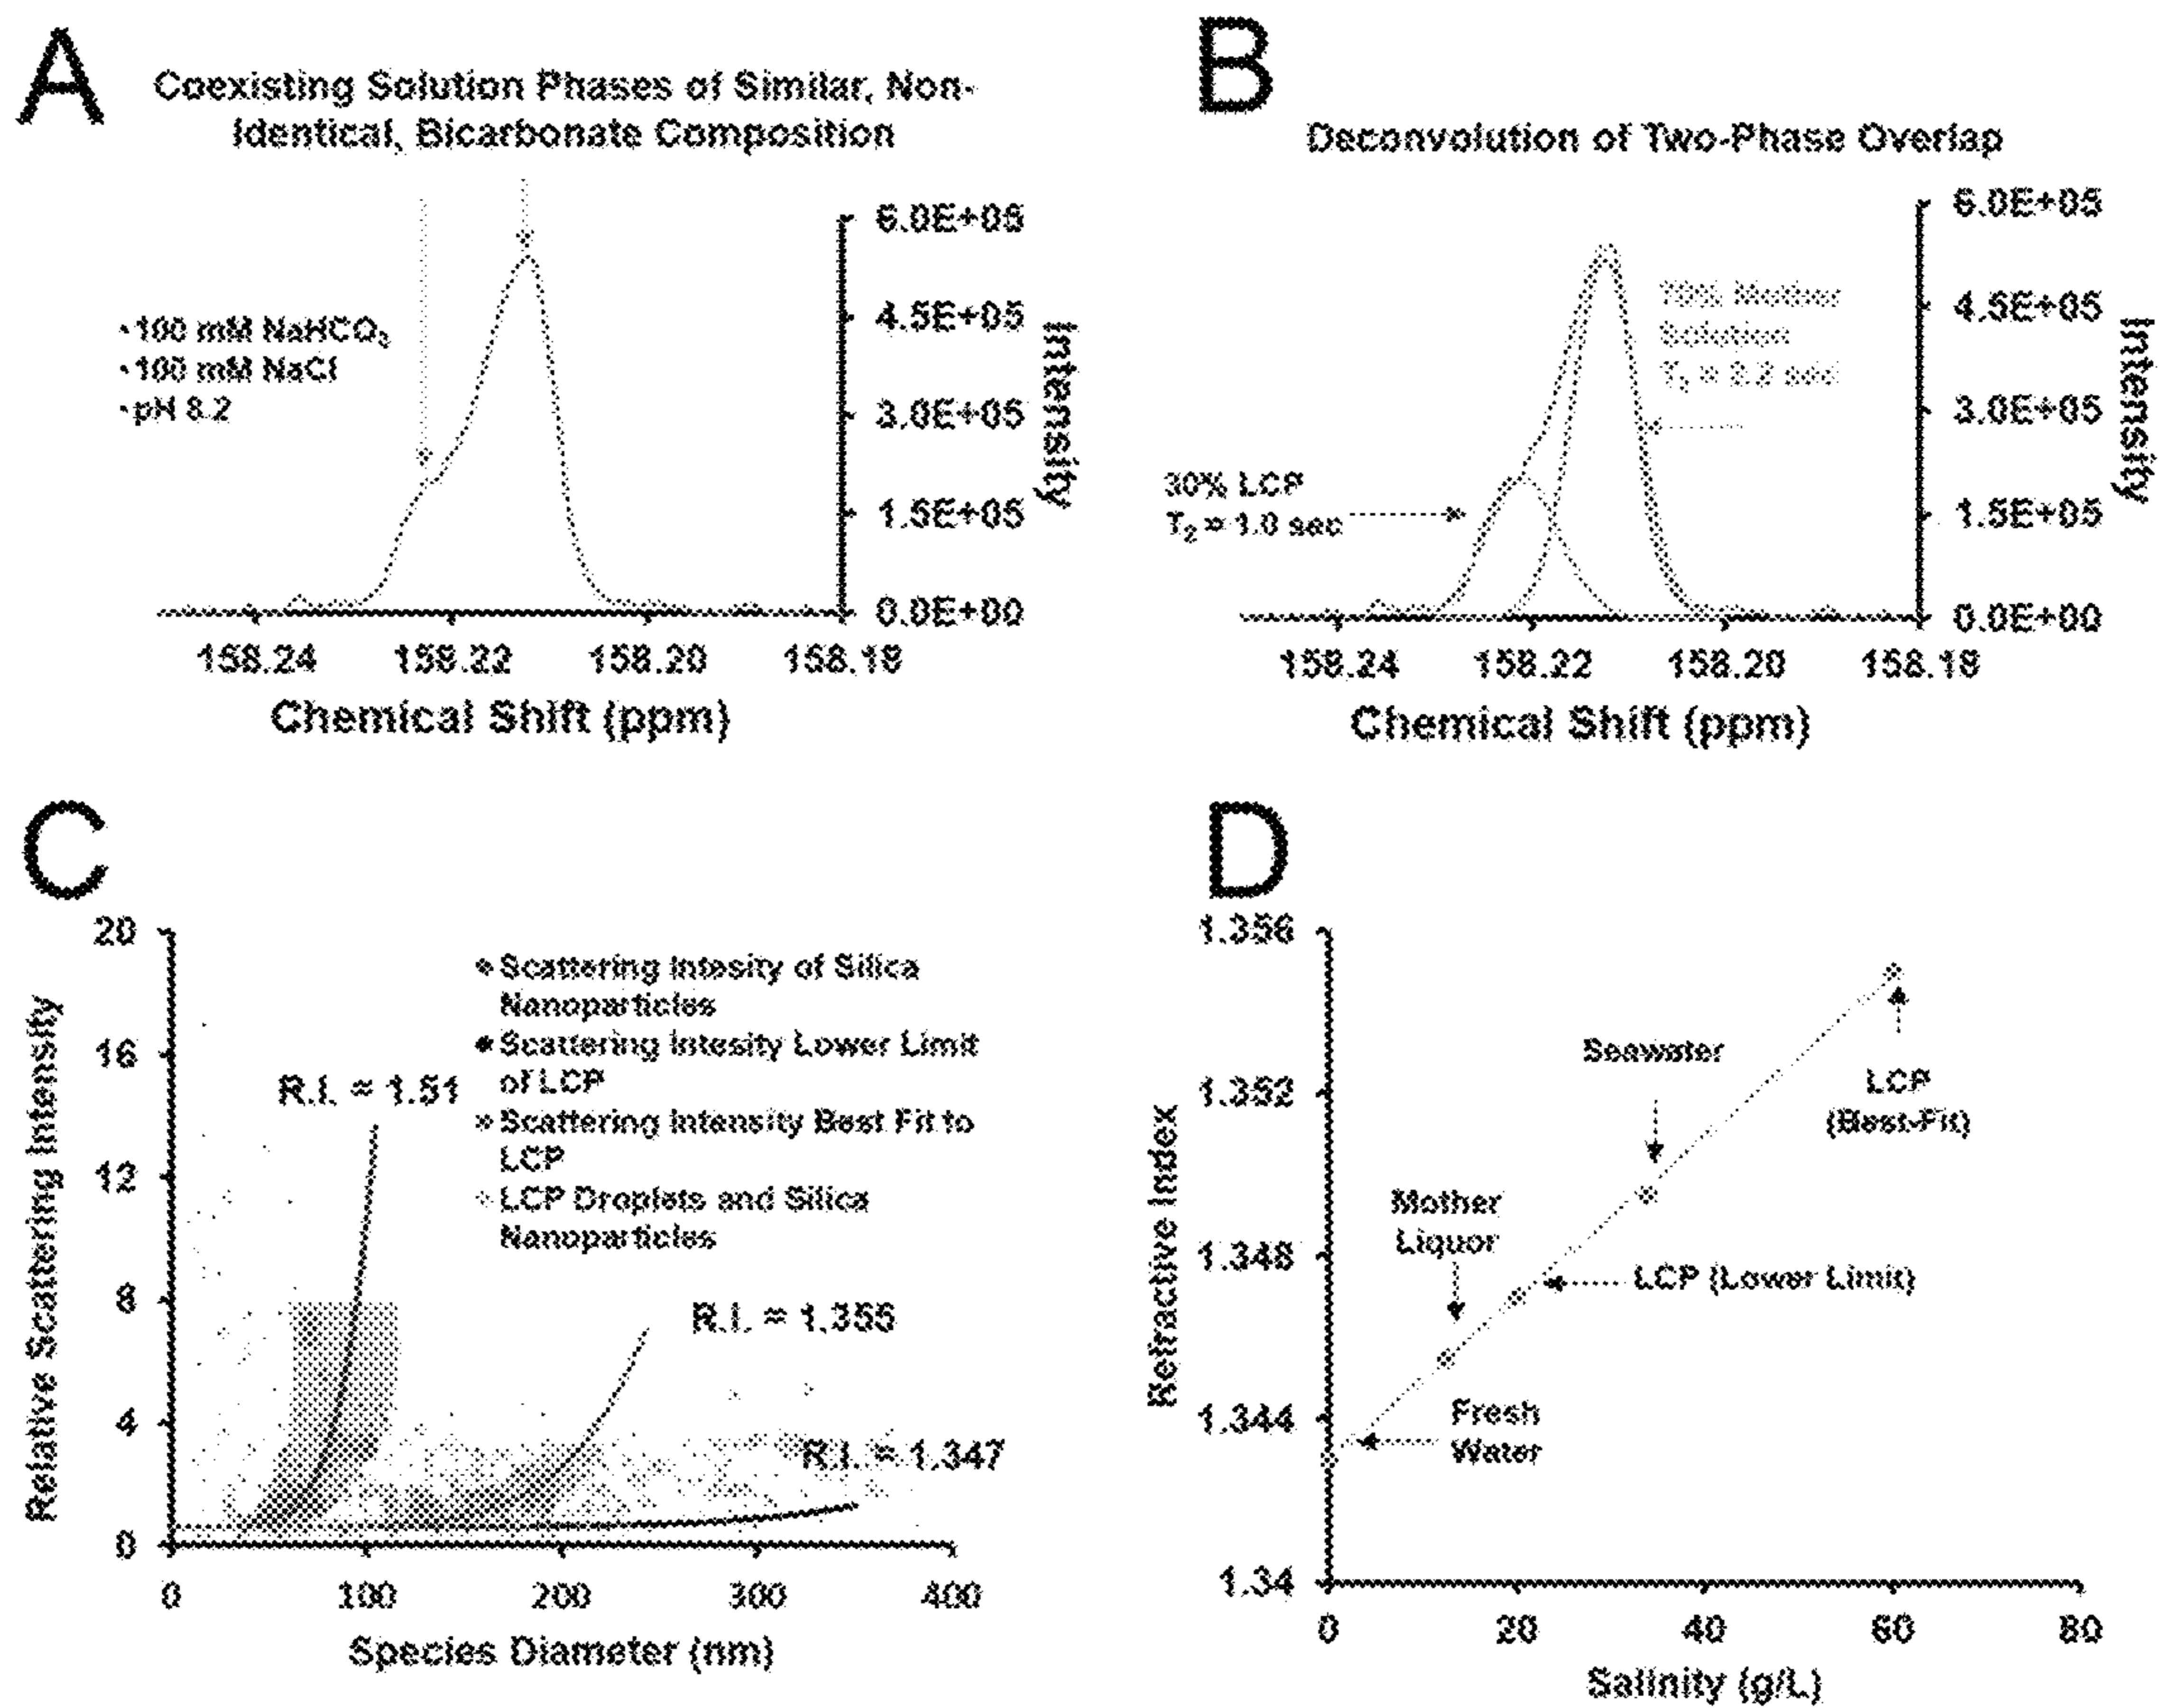 A
Coexisting Solution Phases of Similar, Non-
Identical, Bicarbonate Composition
•100 mM NaHCO3
•100 mM NaCl
•pH 8.2
6.0E+05
4.5E+05
3.0E+05
1.5E+05
0.0E+00
Intensity
158.24 158.22 158.20 158.19
Chemical Shift (ppm)
B
Deconvolution of Two-Phase Overlap
70% Mother
Solution
30% LCP
T2 = 1.0 sec
6.0E+05
4.5E+05
3.0E+05
1.5E+05
0.0E+00
Intensity
158.24 158.22 158.20 158.19
Chemical Shift (ppm)
C
Relative Scattering Intensity
20
16
12
8
4
0
Scattering Intesity of Silica
Nanoparticles
Scattering Intesity Lower Limit
of LCP
Scattering Intensity Best Fit to
LCP
LCP Droplets and Silica
Nanoparticles
R.I. = 1.51
R.I. = 1.355
R.I. = 1.347
0 100 200 300 400
Species Diameter (nm)
D
Refractive Index
1.356
1.352
1.348
1.344
1.34
Seawater
LCP
(Best-Fit)
Mother
Liquor
LCP (Lower Limit)
Fresh
Water
0 20 40 60 80
Salinity (g/L)